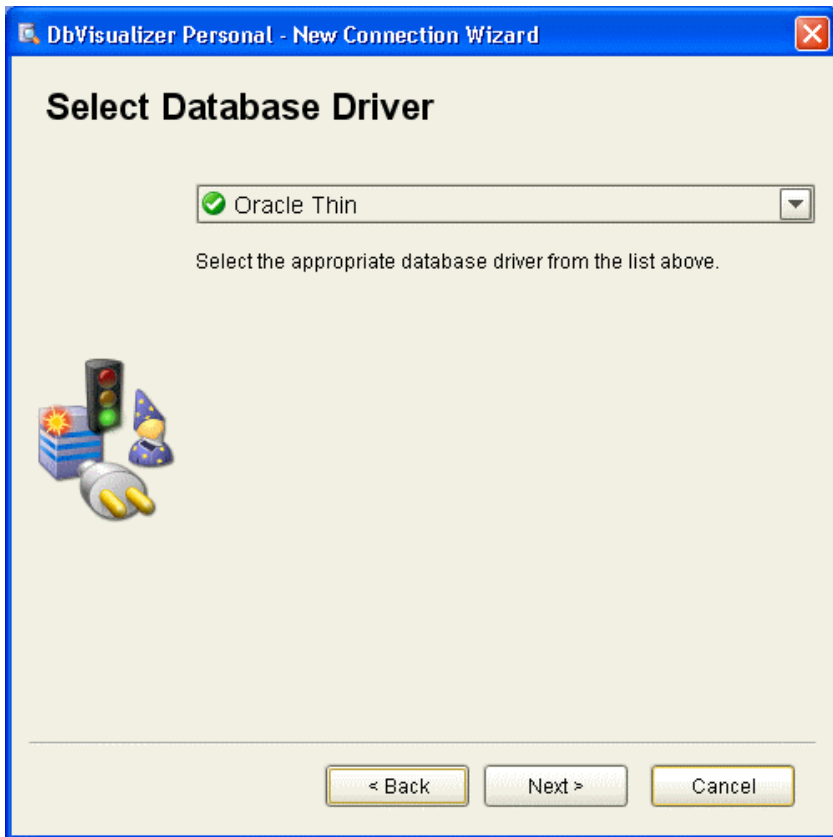 DbVisualizer Personal - New Connection Wizard
Select Database Driver
Oracle Thin
Select the appropriate database driver from the list above.
< Back
Next >
Cancel